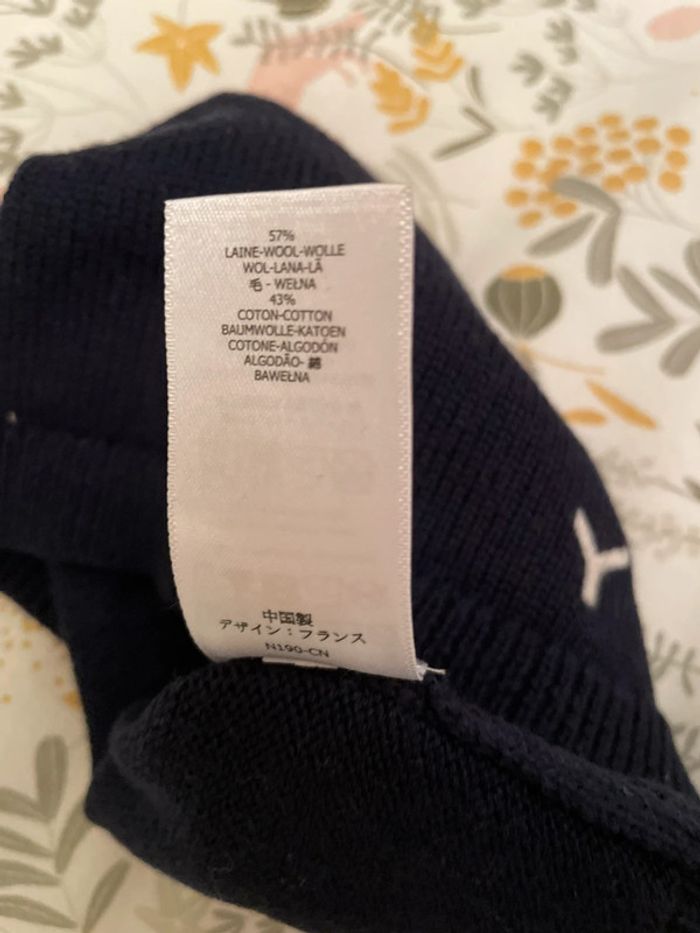 57%
LAINE-WOOL-WOLLE
WOL-LANA-LÃ
毛 - WEŁNA
43%
COTON-COTTON
BAUMWOLLE-KATOEN
COTONE-ALGODÓN
ALGODÃO- 綿
BAWEŁNA
中国製
デザイン：フランス
N190-CN
Y